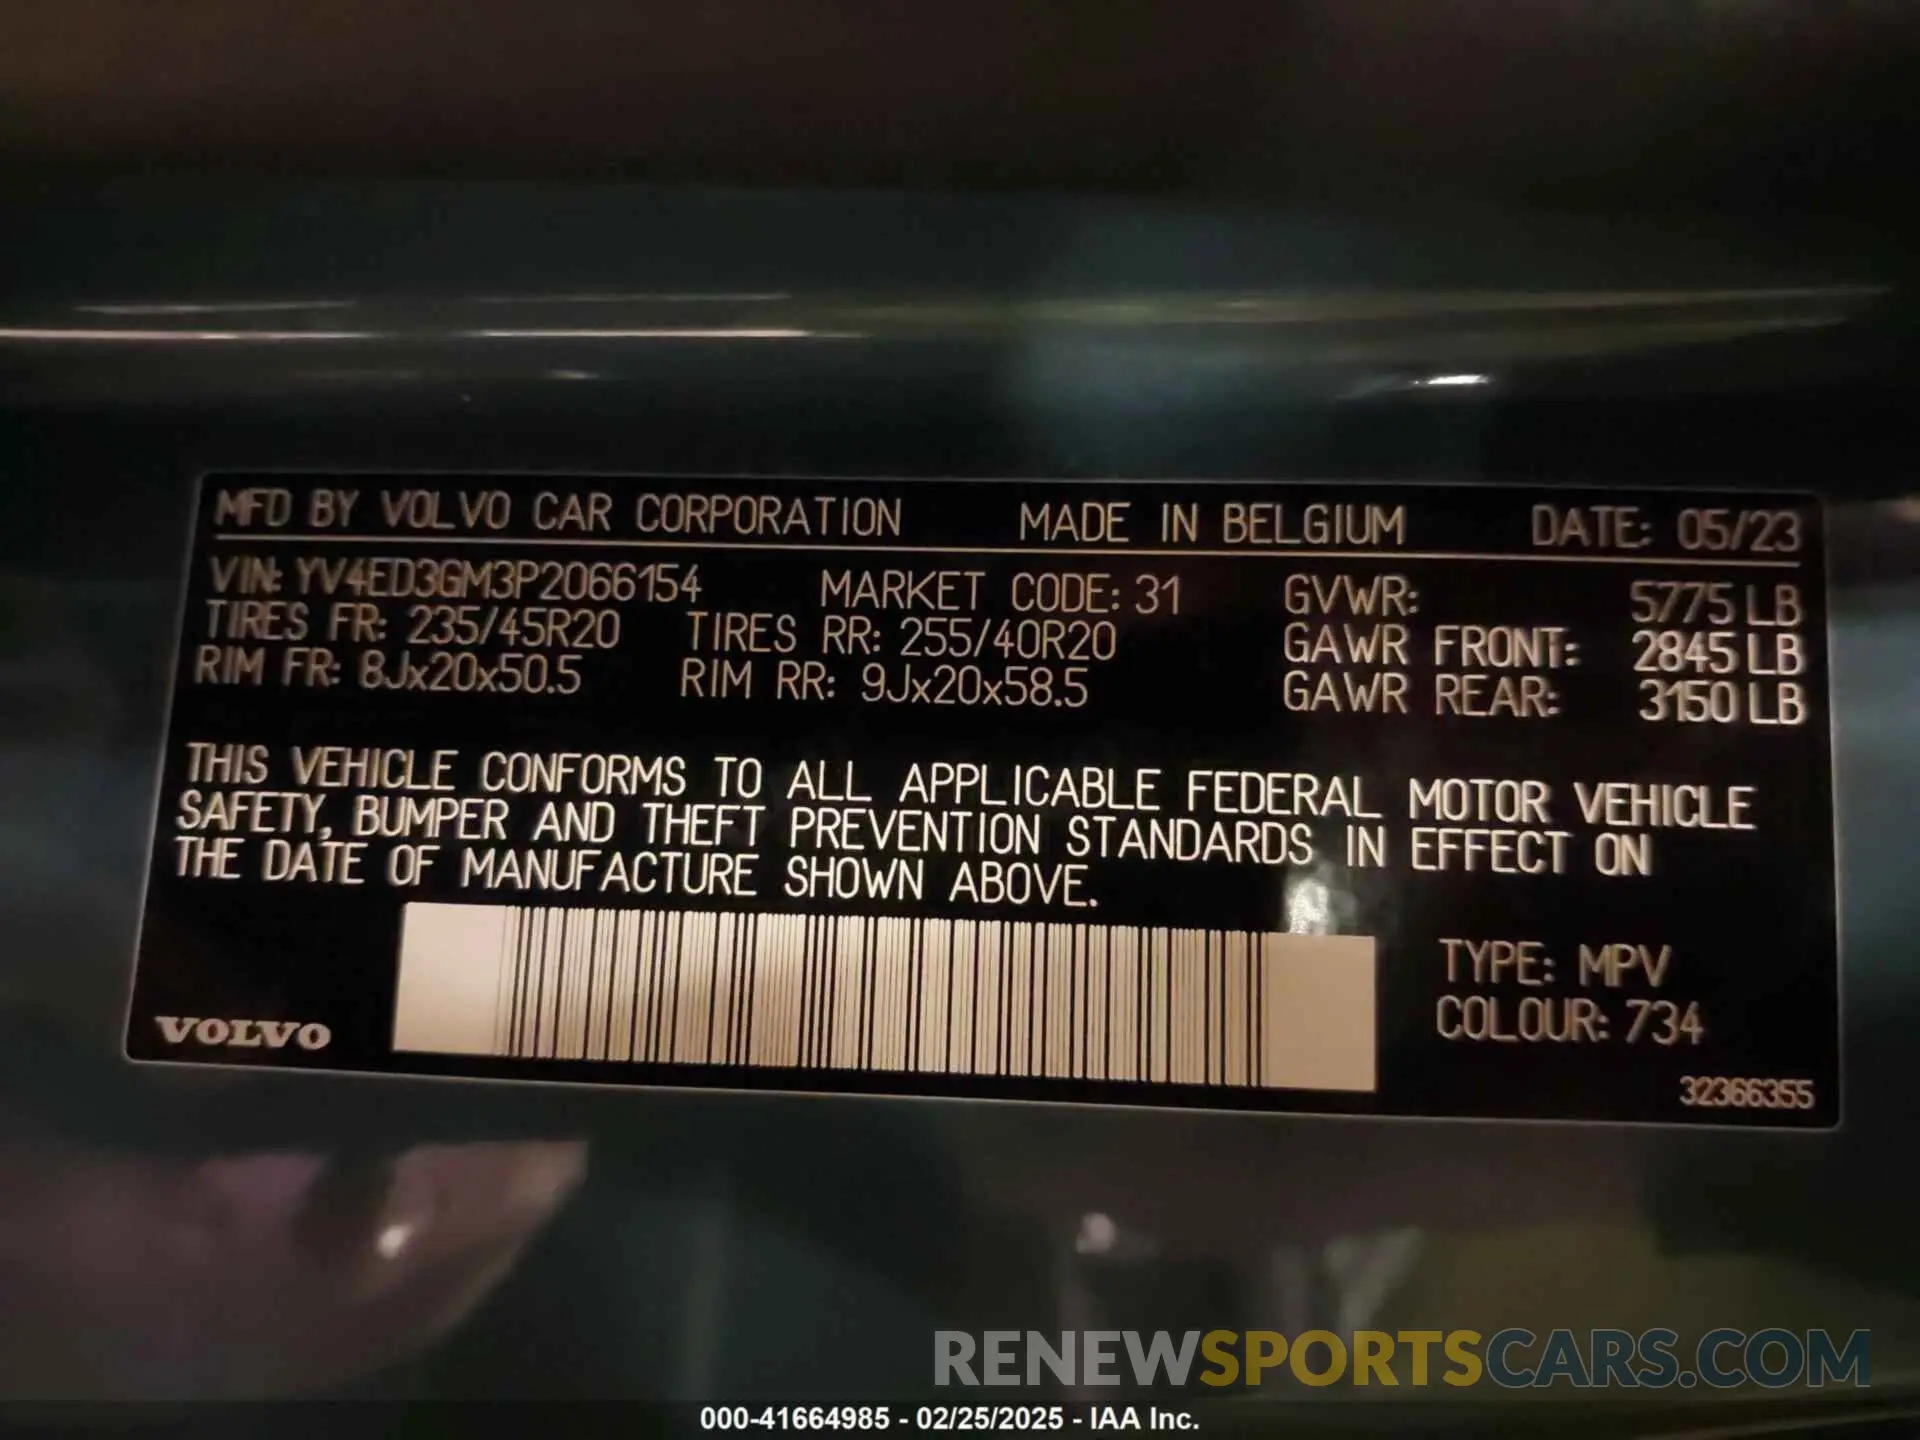 MFD BY VOLVO CAR CORPORATION MADE IN BELGIUM DATE: 05/23
VIN: YV4ED3GM3P2066154 MARKET CODE: 31 GVWR: 5775 LB
TIRES FR: 235/45R20 TIRES RR: 255/40R20 GAWR FRONT: 2845 LB
RIM FR: 8Jx20x50.5 RIM RR: 9Jx20x58.5 GAWR REAR: 3150 LB
THIS VEHICLE CONFORMS TO ALL APPLICABLE FEDERAL MOTOR VEHICLE
SAFETY, BUMPER AND THEFT PREVENTION STANDARDS IN EFFECT ON
THE DATE OF MANUFACTURE SHOWN ABOVE.
TYPE: MPV
COLOUR: 734
VOLVO
32366355
RENEWSPORTSCARS.COM
000-41664985 - 02/25/2025 - IAA Inc.